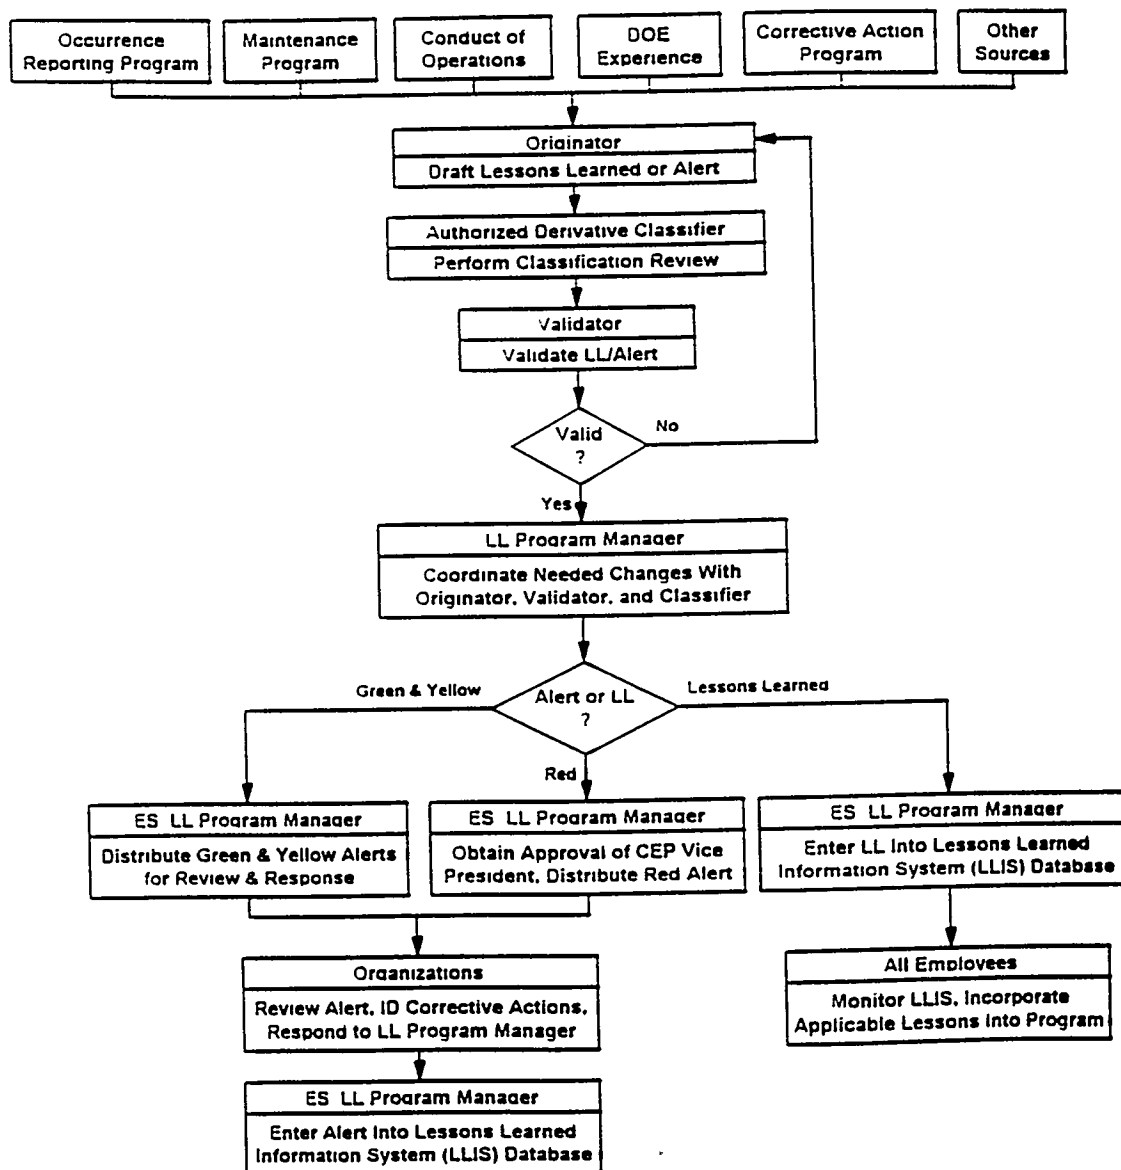 Occurrence
Reporting Program
Maintenance
Program
Conduct of
Operations
DOE
Experience
Corrective Action
Program
Other
Sources
Originator
Draft Lessons Learned or Alert
Authorized Derivative Classifier
Perform Classification Review
Validator
Validate LL/Alert
Valid
?
No
Yes
LL Program Manager
Coordinate Needed Changes With
Originator, Validator, and Classifier
Green & Yellow
Alert or LL
?
Lessons Learned
Red
ES LL Program Manager
Distribute Green & Yellow Alerts
for Review & Response
ES LL Program Manager
Obtain Approval of CEP Vice
President, Distribute Red Alert
ES LL Program Manager
Enter LL Into Lessons Learned
Information System (LLIS) Database
Organizations
Review Alert, ID Corrective Actions,
Respond to LL Program Manager
All Employees
Monitor LLIS, Incorporate
Applicable Lessons Into Program
ES LL Program Manager
Enter Alert Into Lessons Learned
Information System (LLIS) Database